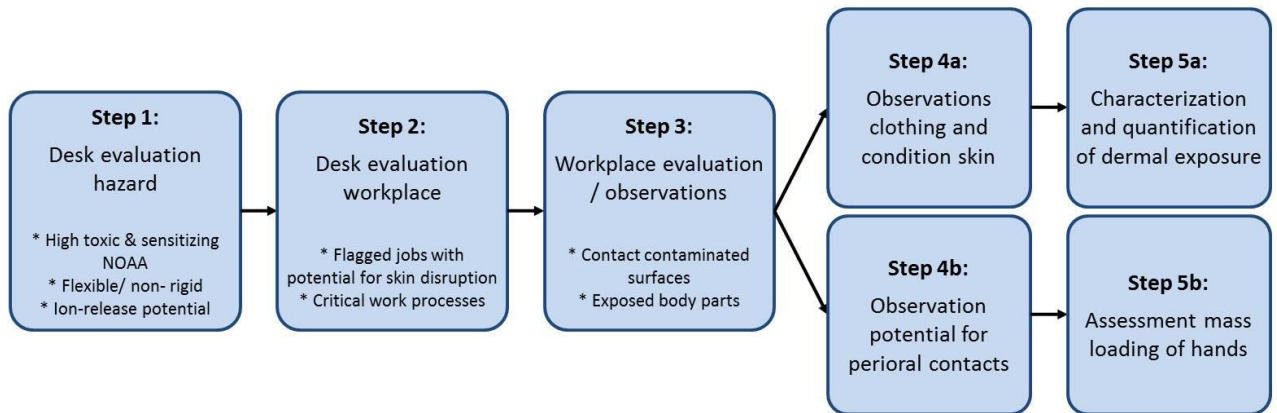 Step 1:
Desk evaluation
hazard
* High toxic & sensitizing
NOAA
* Flexible/ non- rigid
* Ion-release potential
Step 2:
Desk evaluation
workplace
* Flagged jobs with
potential for skin disruption
* Critical work processes
Step 3:
Workplace evaluation
/ observations
* Contact contaminated
surfaces
* Exposed body parts
Step 4a:
Observations
clothing and
condition skin
Step 5a:
Characterization
and quantification
of dermal exposure
Step 4b:
Observation
potential for
perioral contacts
Step 5b:
Assessment mass
loading of hands